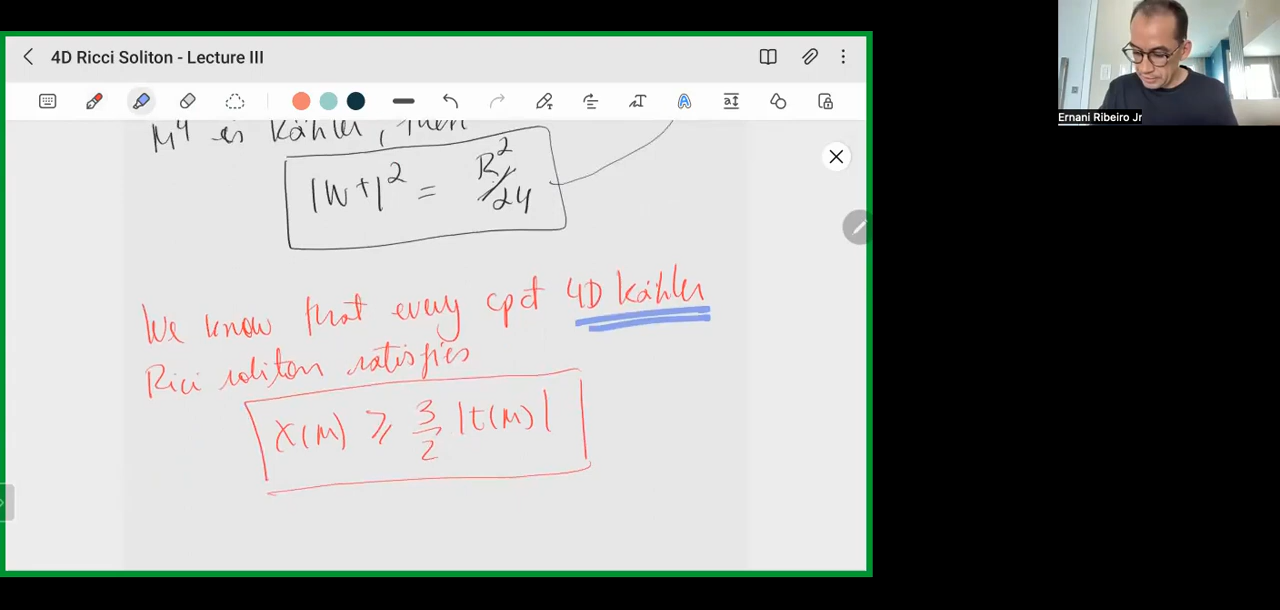 4D Ricci Soliton - Lecture III
Ernani Ribeiro Jr
M⁴ is Kähler, then
|W+|² = R²/24
We know that every cpct 4D Kähler
Rici soliton satisfies
χ(M) ⩾ 3/2 |τ(M)|